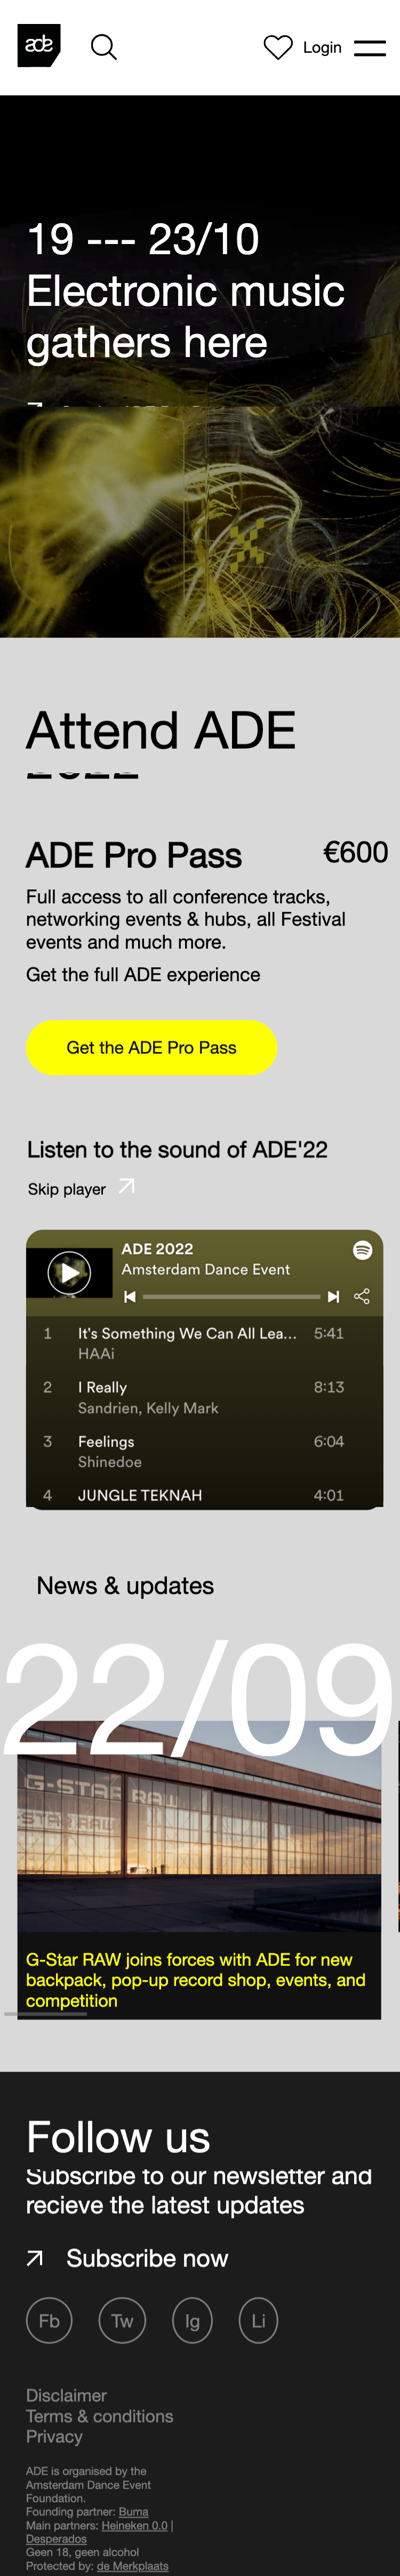 ade
Login
19 --- 23/10
Electronic music
gathers here
Attend ADE
2022
ADE Pro Pass
€600
Full access to all conference tracks,
networking events & hubs, all Festival
events and much more.
Get the full ADE experience
Get the ADE Pro Pass
Listen to the sound of ADE'22
Skip player
ADE 2022
Amsterdam Dance Event
1 It's Something We Can All Lea... 5:41
HAAi
2 I Really 8:13
Sandrien, Kelly Mark
3 Feelings 6:04
Shinedoe
4 JUNGLE TEKNAH 4:01
News & updates
22/09
G-STAR RAW
STAR RAW
G-Star RAW joins forces with ADE for new
backpack, pop-up record shop, events, and
competition
Follow us
Subscribe to our newsletter and
recieve the latest updates
Subscribe now
Fb Tw Ig Li
Disclaimer
Terms & conditions
Privacy
ADE is organised by the
Amsterdam Dance Event
Foundation.
Founding partner: Buma
Main partners: Heineken 0.0 |
Desperados
Geen 18, geen alcohol
Protected by: de Merkplaats